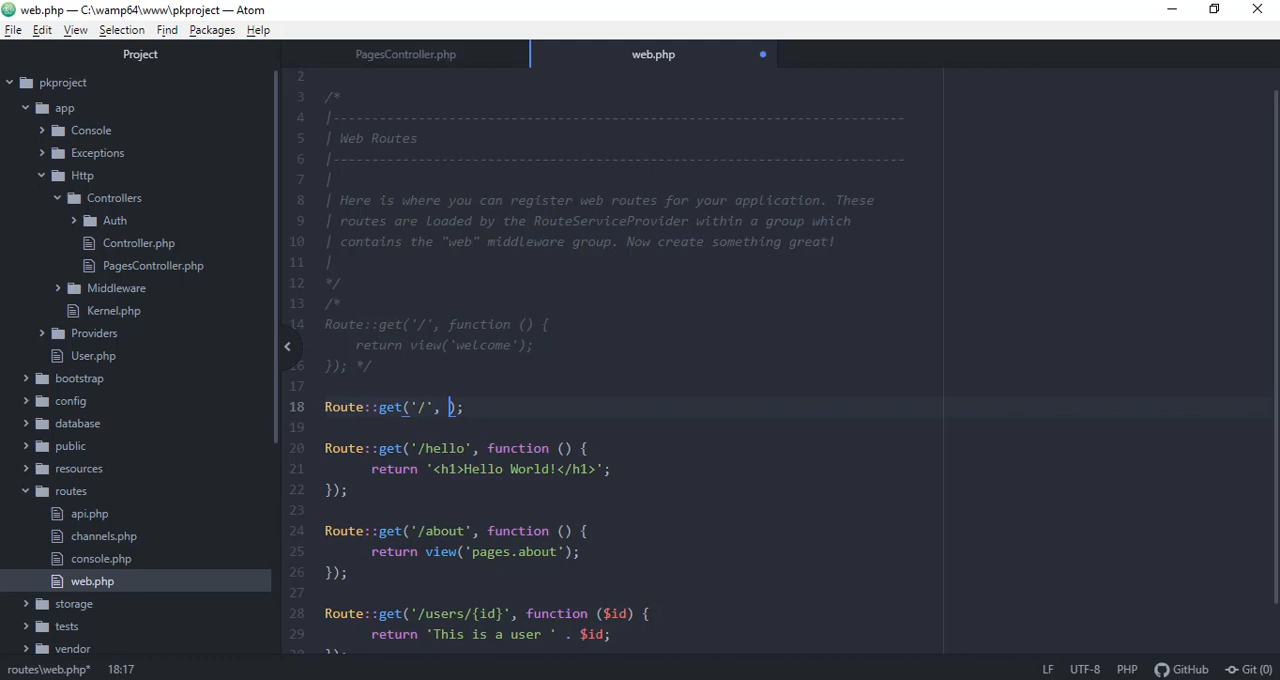 web.php — C:\wamp64\www\pkproject — Atom
File Edit View Selection Find Packages Help
Project
PagesController.php
web.php
pkproject
app
Console
Exceptions
Http
Controllers
Auth
Controller.php
PagesController.php
Middleware
Kernel.php
Providers
User.php
bootstrap
config
database
public
resources
routes
api.php
channels.php
console.php
web.php
storage
tests
vendor
2
3 /*
4 |--------------------------------------------------------------------------
5 | Web Routes
6 |--------------------------------------------------------------------------
7 |
8 | Here is where you can register web routes for your application. These
9 | routes are loaded by the RouteServiceProvider within a group which
10 | contains the "web" middleware group. Now create something great!
11 |
12 */
13 /*
14 Route::get('/', function () {
return view('welcome');
16 }); */
17
18 Route::get('/', );
19
20 Route::get('/hello', function () {
21 return '<h1>Hello World!</h1>';
22 });
23
24 Route::get('/about', function () {
25 return view('pages.about');
26 });
27
28 Route::get('/users/{id}', function ($id) {
29 return 'This is a user ' . $id;
30 });
routes\web.php* 18:17 LF UTF-8 PHP GitHub Git (0)